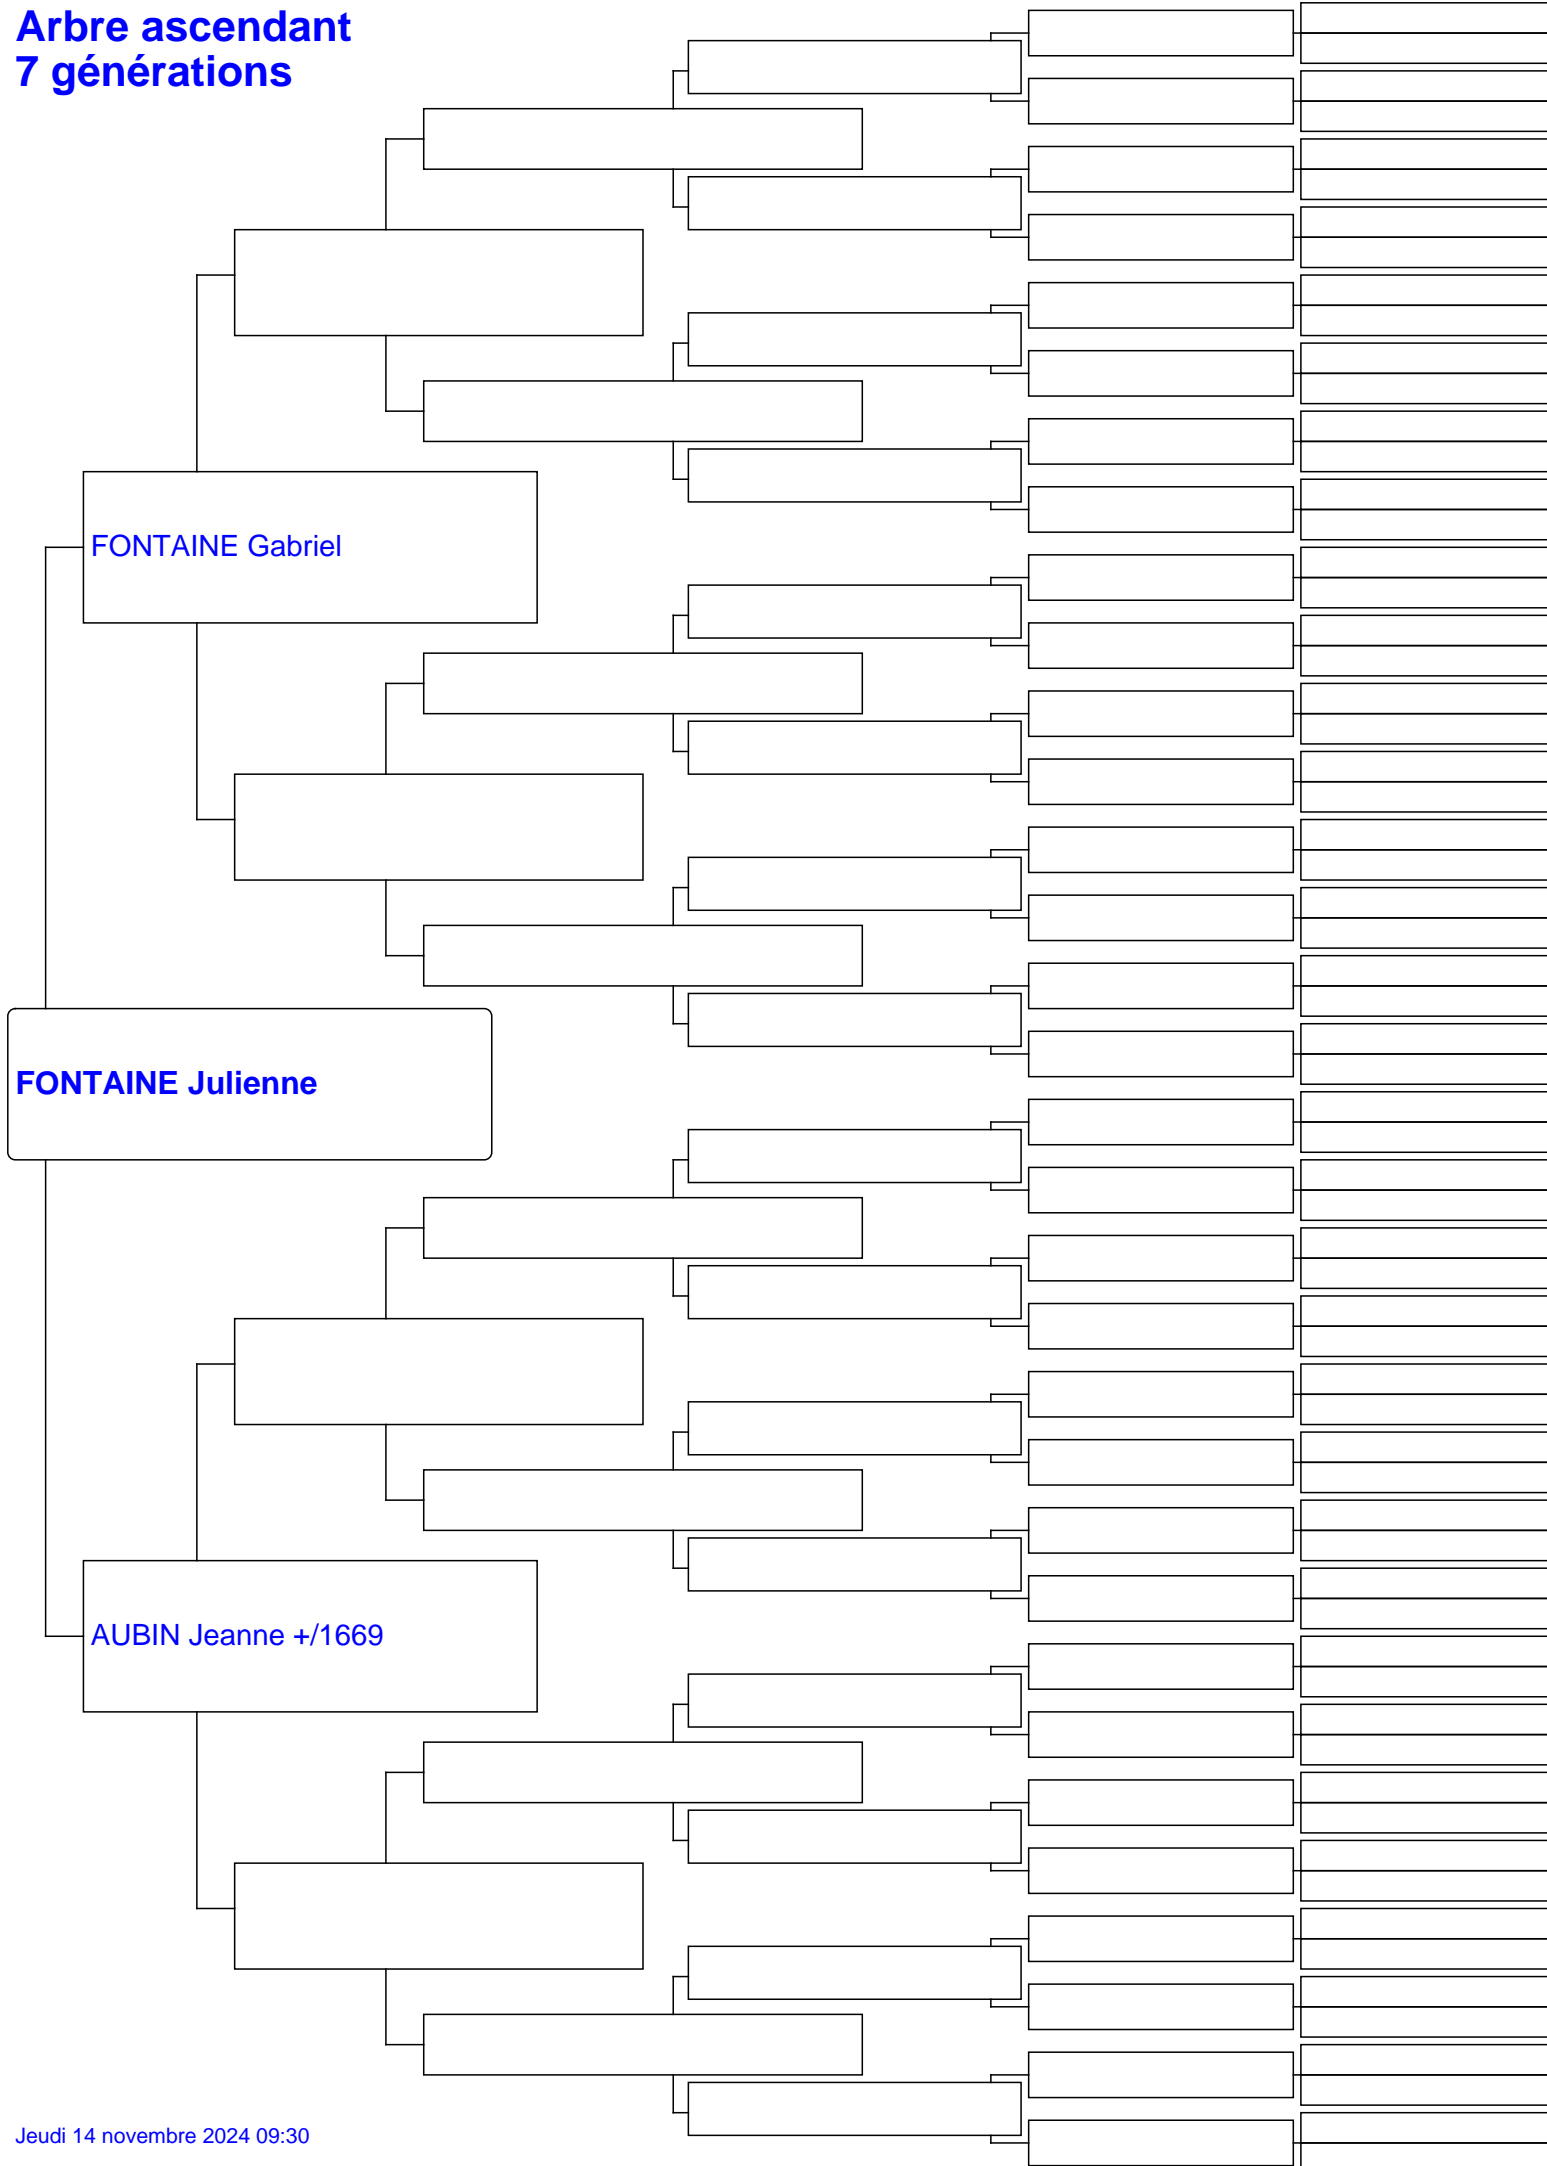 Arbre ascendant
7 générations
FONTAINE Gabriel
FONTAINE Julienne
AUBIN Jeanne +/1669
Jeudi 14 novembre 2024 09:30